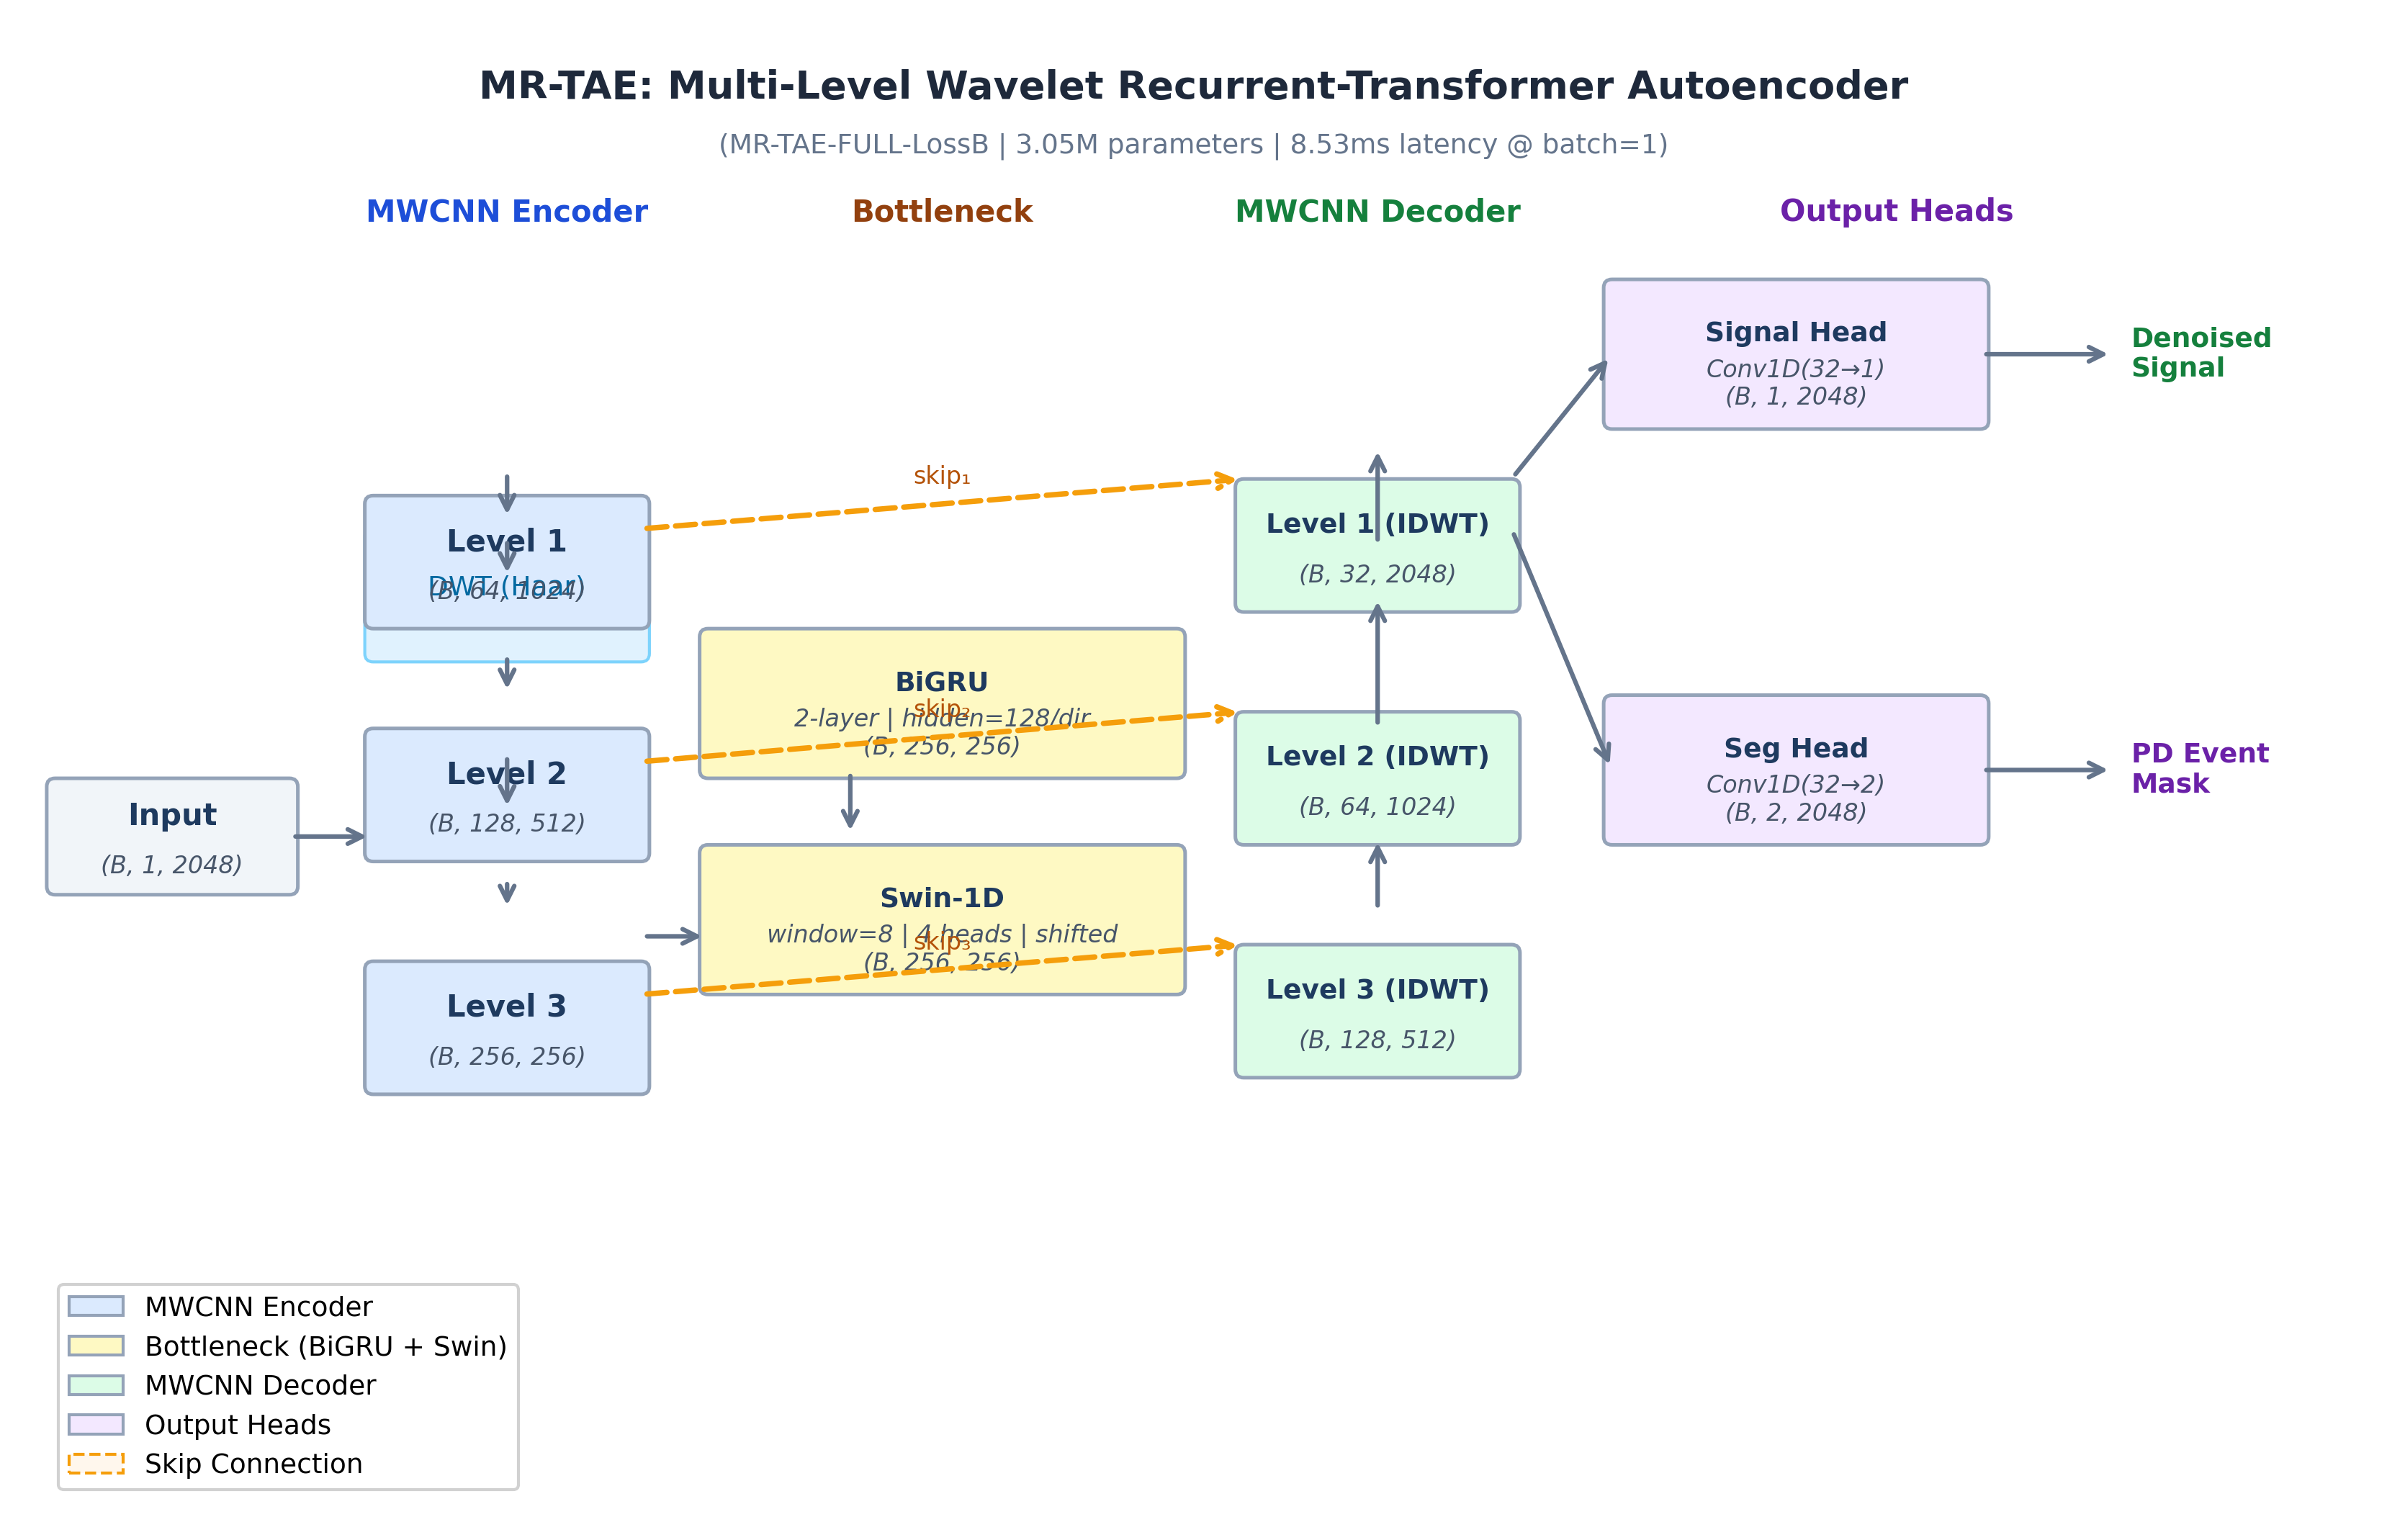 MR-TAE: Multi-Level Wavelet Recurrent-Transformer Autoencoder
(MR-TAE-FULL-LossB | 3.05M parameters | 8.53ms latency @ batch=1)
MWCNN Encoder
Bottleneck
MWCNN Decoder
Output Heads
Input
(B, 1, 2048)
Level 1
DWT (Haar)
(B, 64, 1024)
Level 2
(B, 128, 512)
Level 3
(B, 256, 256)
skip₁
BiGRU
2-layer | hidden=128/dir
skip₂
(B, 256, 256)
Swin-1D
window=8 | 4 heads | shifted
skip₃
(B, 256, 256)
Level 1 (IDWT)
(B, 32, 2048)
Level 2 (IDWT)
(B, 64, 1024)
Level 3 (IDWT)
(B, 128, 512)
Signal Head
Conv1D(32→1)
(B, 1, 2048)
Denoised
Signal
Seg Head
Conv1D(32→2)
(B, 2, 2048)
PD Event
Mask
MWCNN Encoder
Bottleneck (BiGRU + Swin)
MWCNN Decoder
Output Heads
Skip Connection